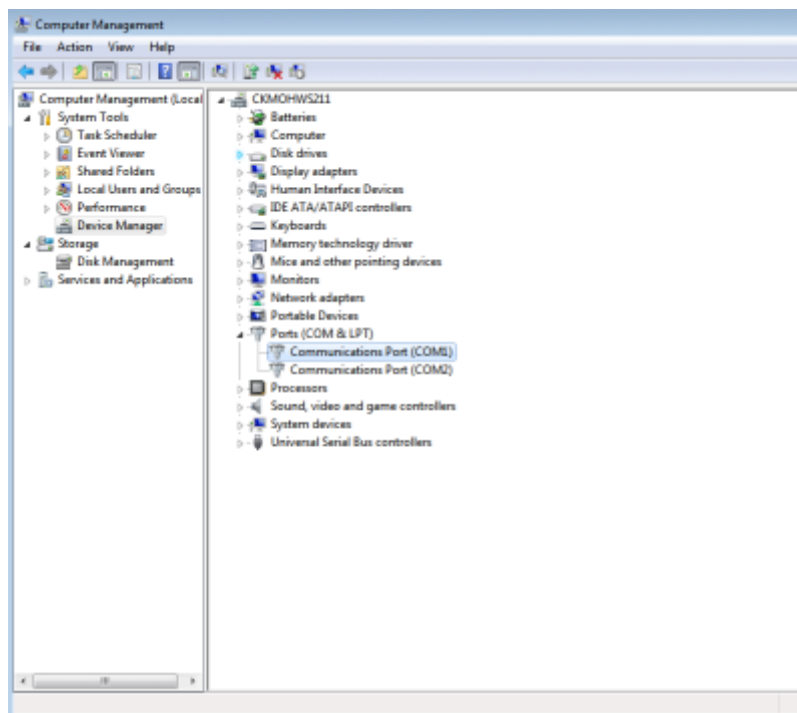 Computer Management
File Action View Help
Computer Management (Local
System Tools
Task Scheduler
Event Viewer
Shared Folders
Local Users and Groups
Performance
Device Manager
Storage
Disk Management
Services and Applications
CKMOHWS211
Batteries
Computer
Disk drives
Display adapters
Human Interface Devices
IDE ATA/ATAPI controllers
Keyboards
Memory technology driver
Mice and other pointing devices
Monitors
Network adapters
Portable Devices
Ports (COM & LPT)
Communications Port (COM1)
Communications Port (COM2)
Processors
Sound, video and game controllers
System devices
Universal Serial Bus controllers